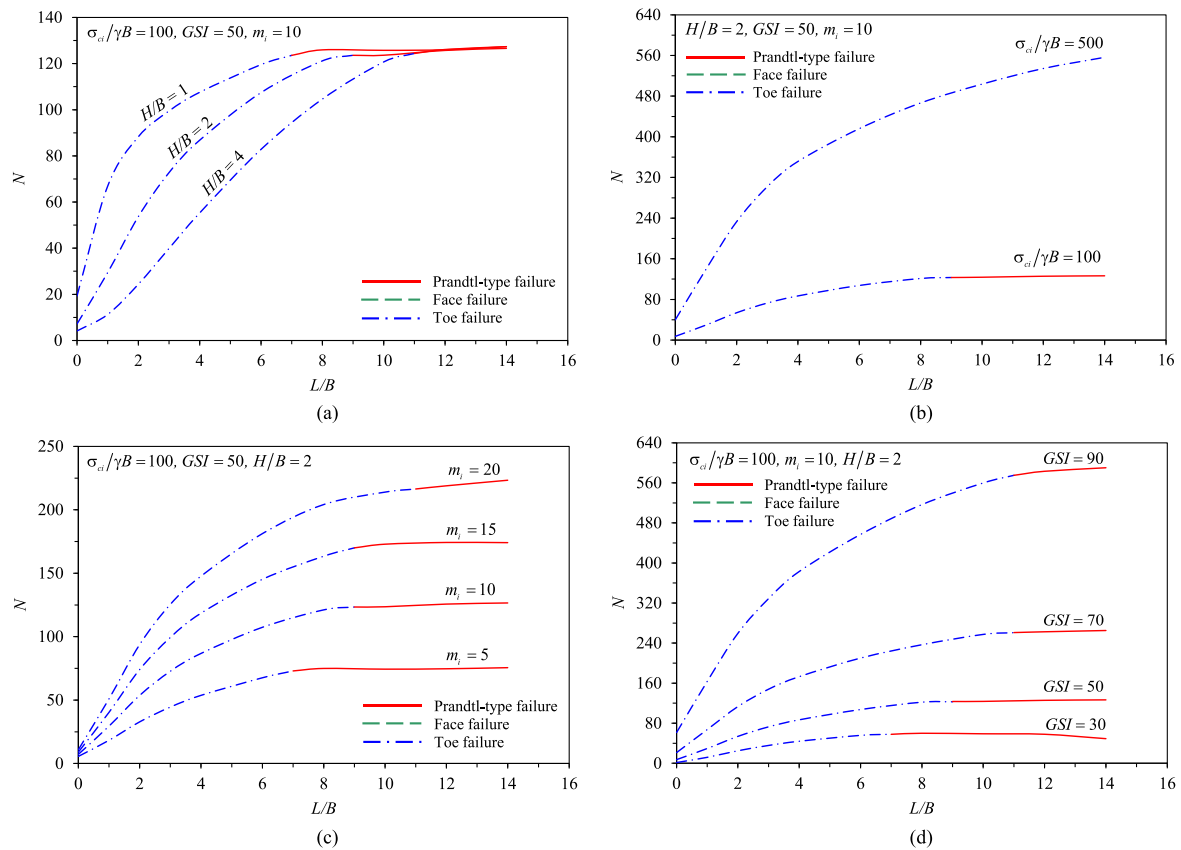 σci/γB=100, GSI=50, mi=10
140
120
100
80
60
40
20
0
N
H/B=1
H/B=2
H/B=4
Prandtl-type failure
Face failure
Toe failure
0 2 4 6 8 10 12 14 16
L/B
(a)
H/B=2, GSI=50, mi=10
640
560
480
400
320
240
160
80
0
N
Prandtl-type failure
Face failure
Toe failure
σci/γB=500
σci/γB=100
0 2 4 6 8 10 12 14 16
L/B
(b)
σci/γB=100, GSI=50, H/B=2
250
200
150
100
50
0
N
mi=20
mi=15
mi=10
mi=5
Prandtl-type failure
Face failure
Toe failure
0 2 4 6 8 10 12 14 16
L/B
(c)
σci/γB=100, mi=10, H/B=2
640
560
480
400
320
240
160
80
0
N
Prandtl-type failure
Face failure
Toe failure
GSI=90
GSI=70
GSI=50
GSI=30
0 2 4 6 8 10 12 14 16
L/B
(d)